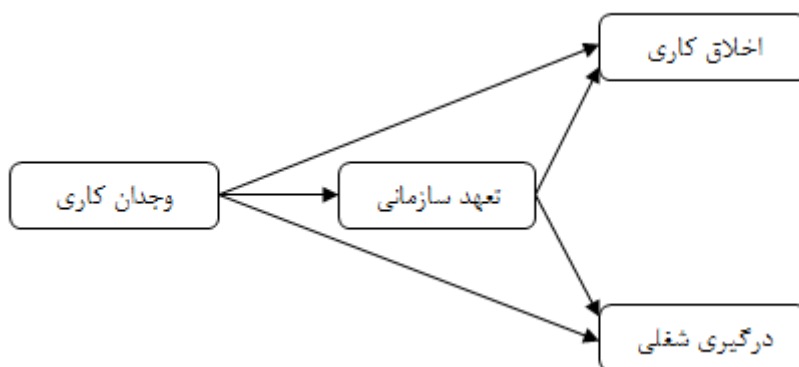 اخلاق کاری
وجدان کاری
تعهد سازمانی
درگیری شغلی